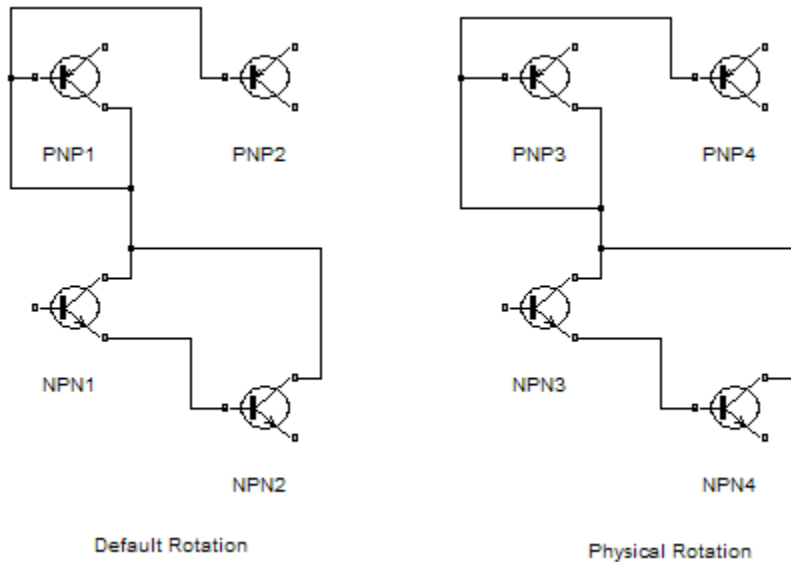 PNP1
PNP2
PNP3
PNP4
NPN1
NPN3
NPN2
NPN4
Default Rotation
Physical Rotation